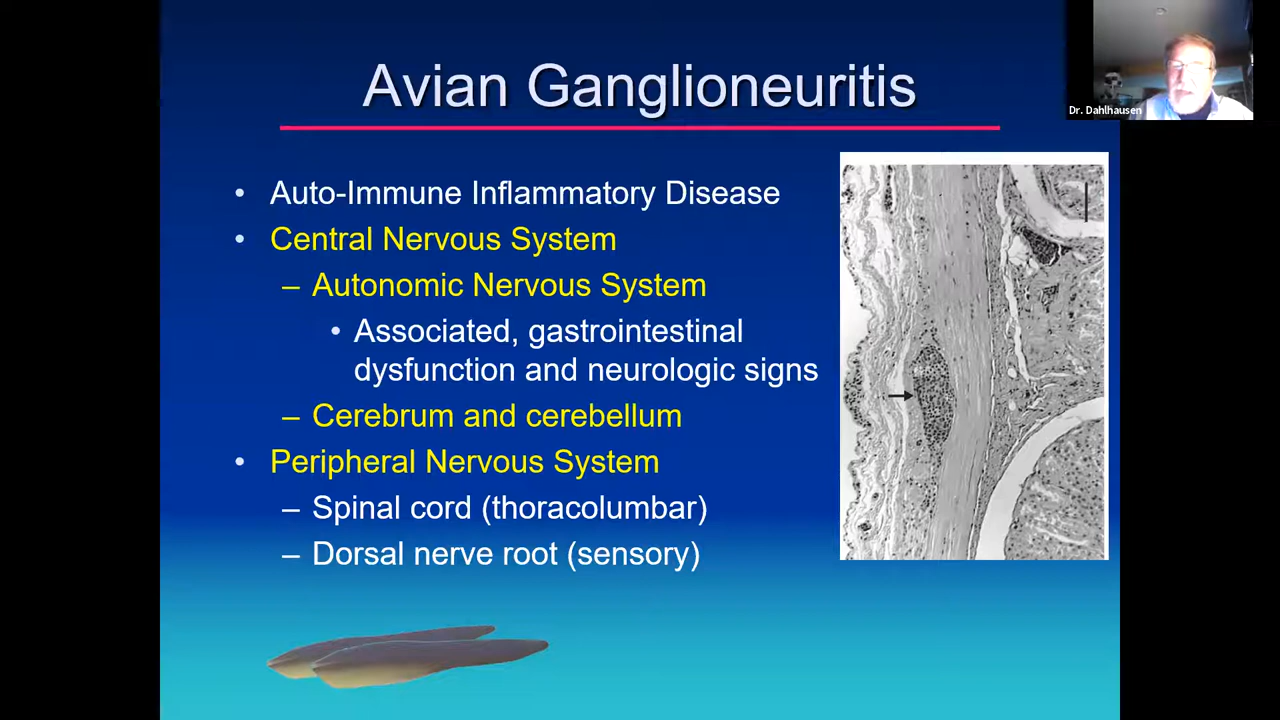 Avian Ganglioneuritis
Dr. Dahlhausen
• Auto-Immune Inflammatory Disease
• Central Nervous System
– Autonomic Nervous System
• Associated, gastrointestinal
dysfunction and neurologic signs
– Cerebrum and cerebellum
• Peripheral Nervous System
– Spinal cord (thoracolumbar)
– Dorsal nerve root (sensory)